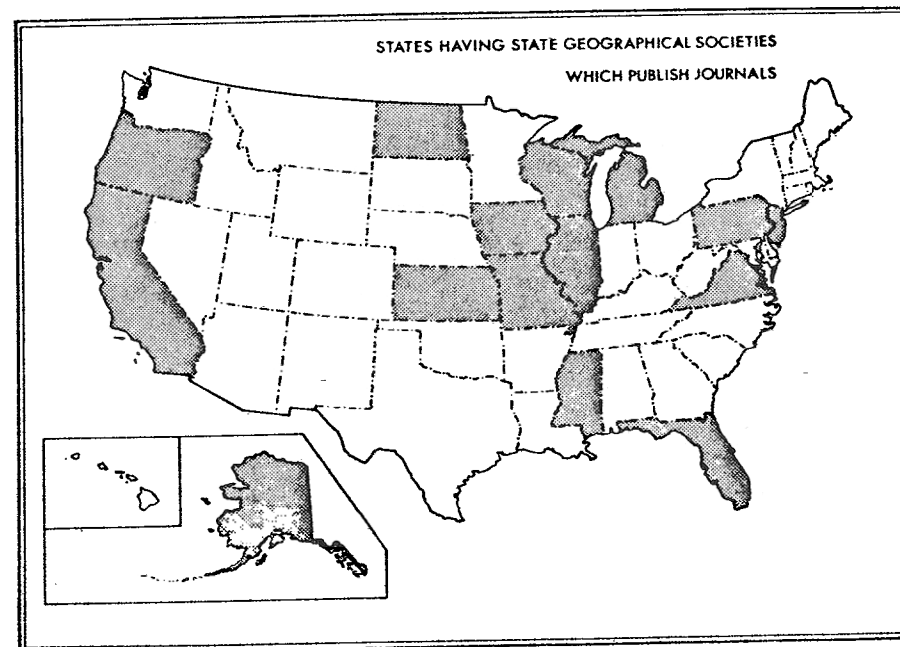 STATES HAVING STATE GEOGRAPHICAL SOCIETIES
WHICH PUBLISH JOURNALS